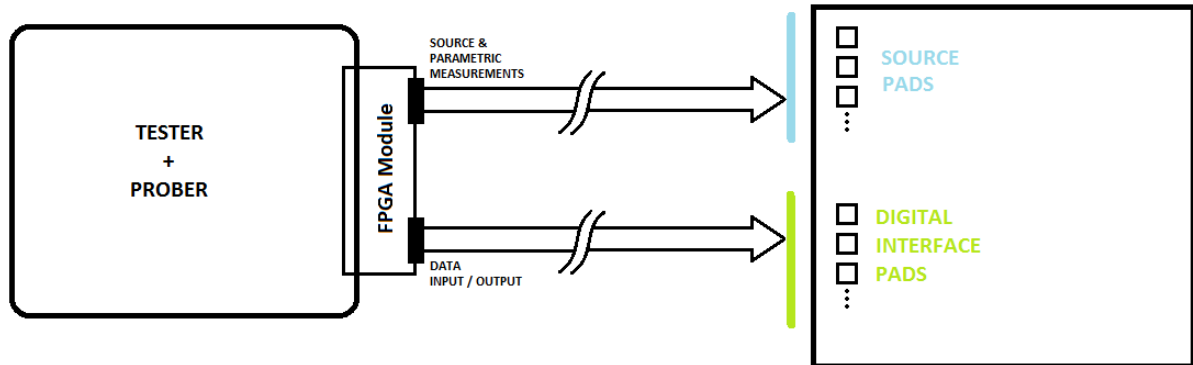 TESTER
+
PROBER
FPGA Module
SOURCE &
PARAMETRIC
MEASUREMENTS
DATA
INPUT / OUTPUT
SOURCE
PADS
DIGITAL
INTERFACE
PADS